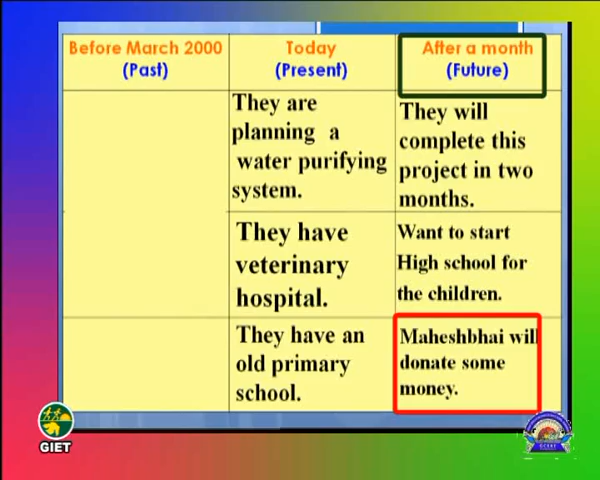 Before March 2000
(Past)
Today
(Present)
After a month
(Future)
They are
planning a
water purifying
system.
They will
complete this
project in two
months.
They have
veterinary
hospital.
Want to start
High school for
the children.
They have an
old primary
school.
Maheshbhai will
donate some
money.
GIET